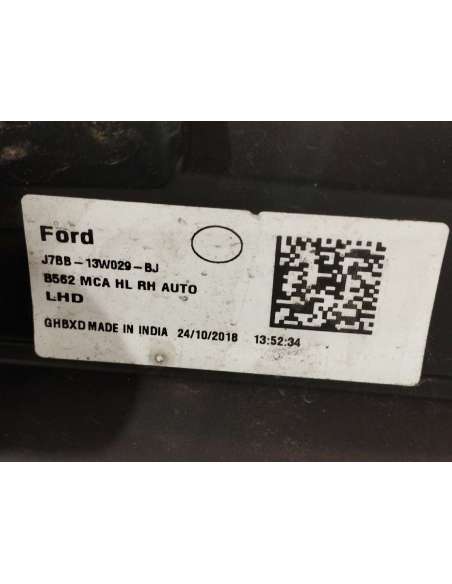 Ford
J7BB-13W029-BJ
B562 MCA HL RH AUTO
LHD
GHBXD MADE IN INDIA 24/10/2018 13:52:34